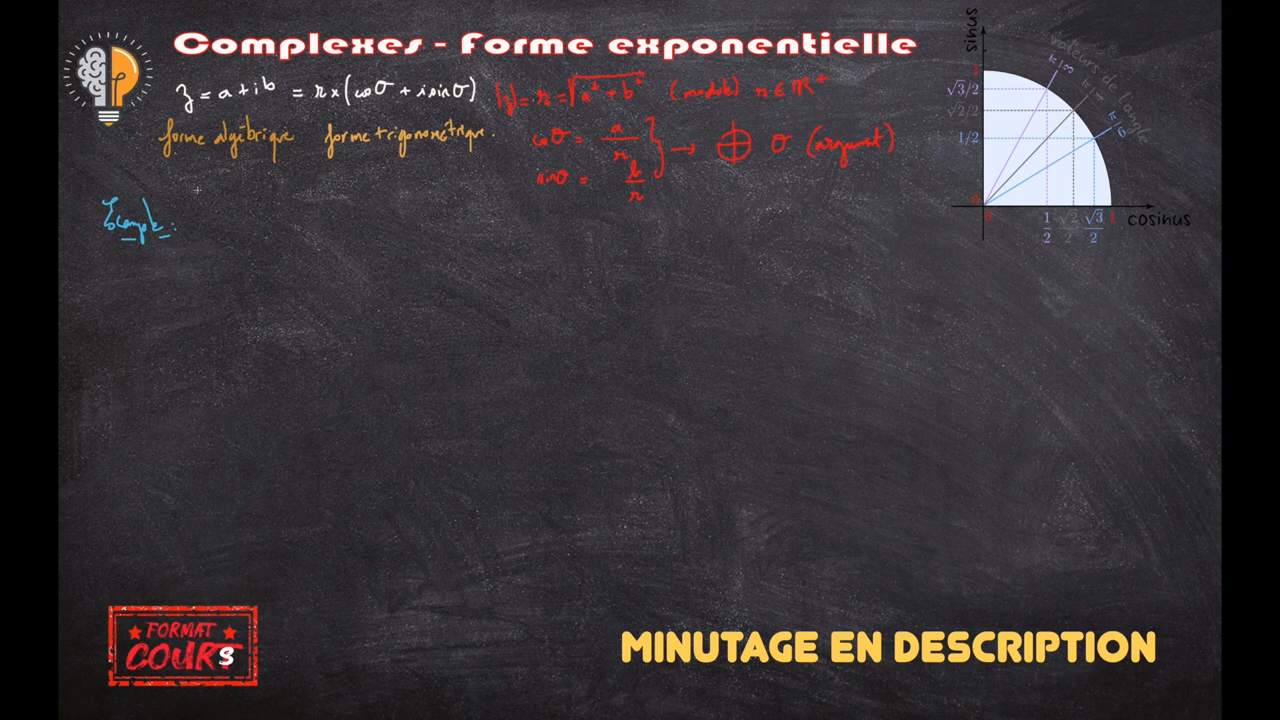 Complexes - Forme exponentielle
z = a + ib = r × (cos θ + i sin θ)
forme algébrique forme trigonométrique.
|z| = r = √a² + b² (module) r ∈ ℝ⁺
cos θ = a/r
sin θ = b/r
→ θ (argument)
Exemple :
sinus
1
√3/2
√2/2
1/2
0
0
1/2
√2/2
√3/2
1
cosinus
π/3
π/4
π/6
valeurs de l'angle
FORMAT
COURS
MINUTAGE EN DESCRIPTION